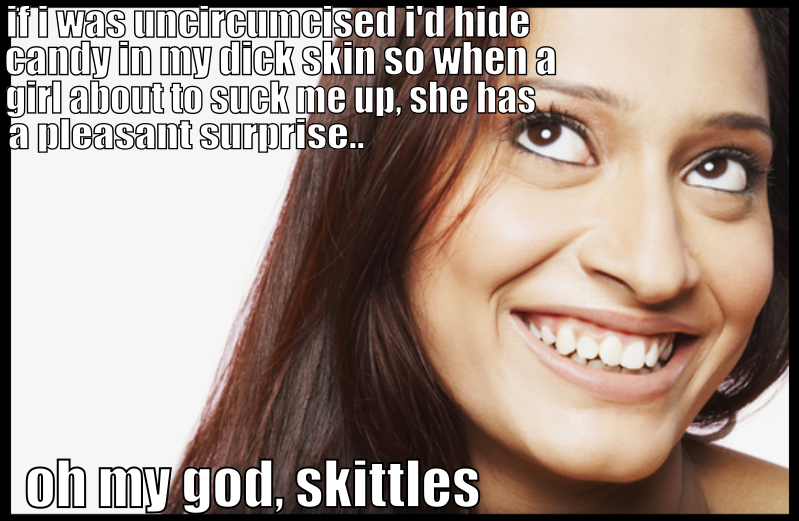 if i was uncircumcised i'd hide
candy in my dick skin so when a
girl about to suck me up, she has
a pleasant surprise..
oh my god, skittles